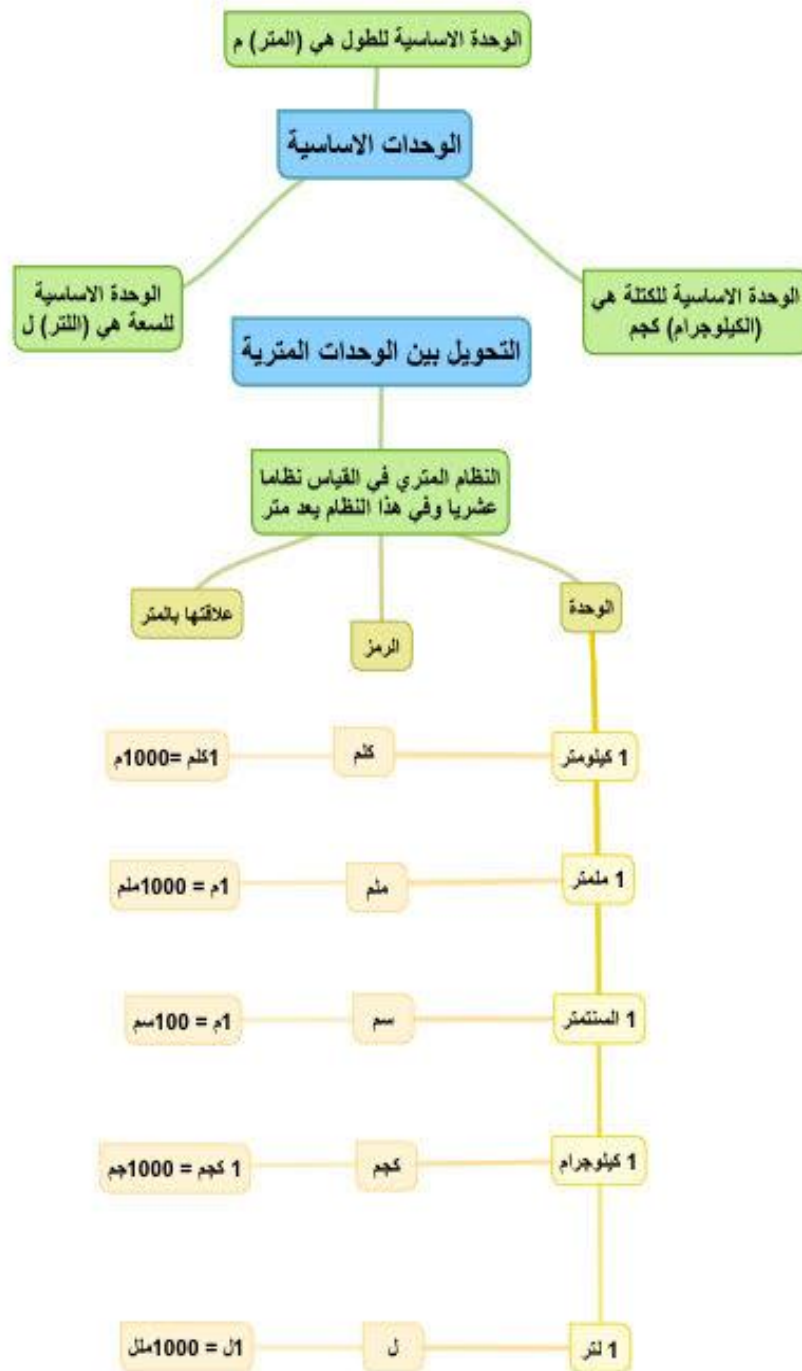 الوحدة الاساسية للطول هي (المتر) م
الوحدات الاساسية
الوحدة الاساسية للكتلة هي
(الكيلوجرام) كجم
الوحدة الاساسية
للسعة هي (اللتر) ل
التحويل بين الوحدات المترية
النظام المتري في القياس نظاما
عشريا وفي هذا النظام يعد متر
الوحدة
الرمز
علاقتها بالمتر
1 كيلومتر
كلم
1كلم =1000م
1 ملمتر
ملم
1م = 1000ملم
1 السنتمتر
سم
1م = 100سم
1 كيلوجرام
كجم
1 كجم = 1000جم
1 لتر
ل
1ل = 1000ملل